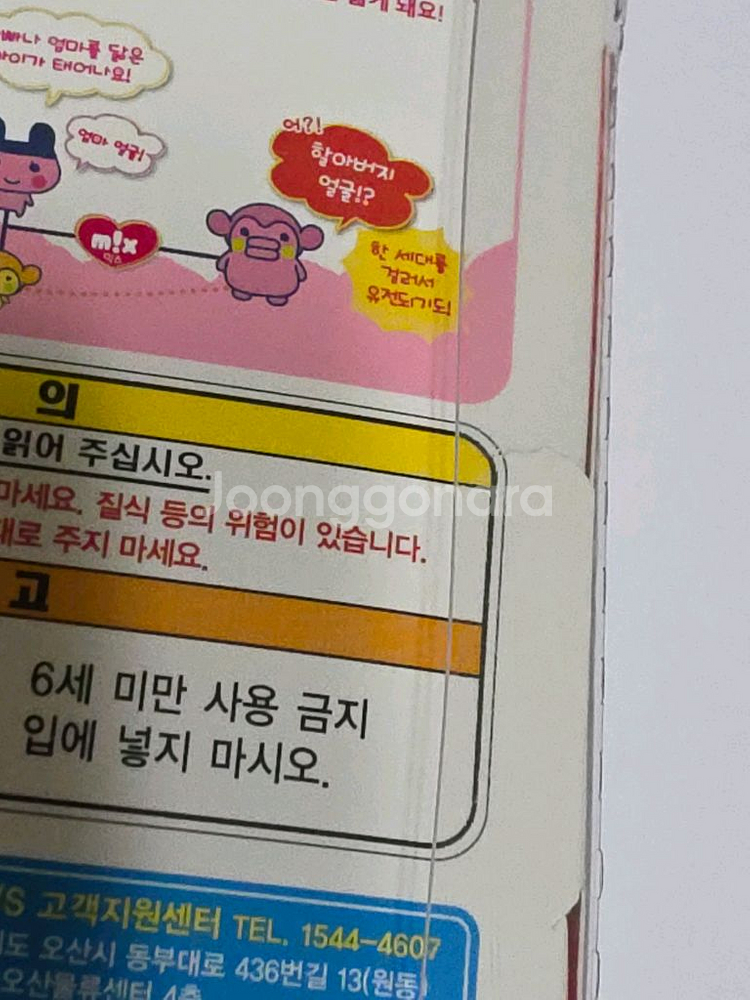 돼요!
엄마를 닮은
태어나요!
엄마 얼굴!
어?!
할아버지
얼굴!?
m!x
믹스
한 세대를
걸러서
유전되기도
의
읽어 주십시오.
마세요. 질식 등의 위험이 있습니다.
대로 주지 마세요.
고
6세 미만 사용 금지
입에 넣지 마시오.
Joonggonara
/S 고객지원센터 TEL. 1544-4607
도 오산시 동부대로 436번길 13(원동)
오산물류센터 4층